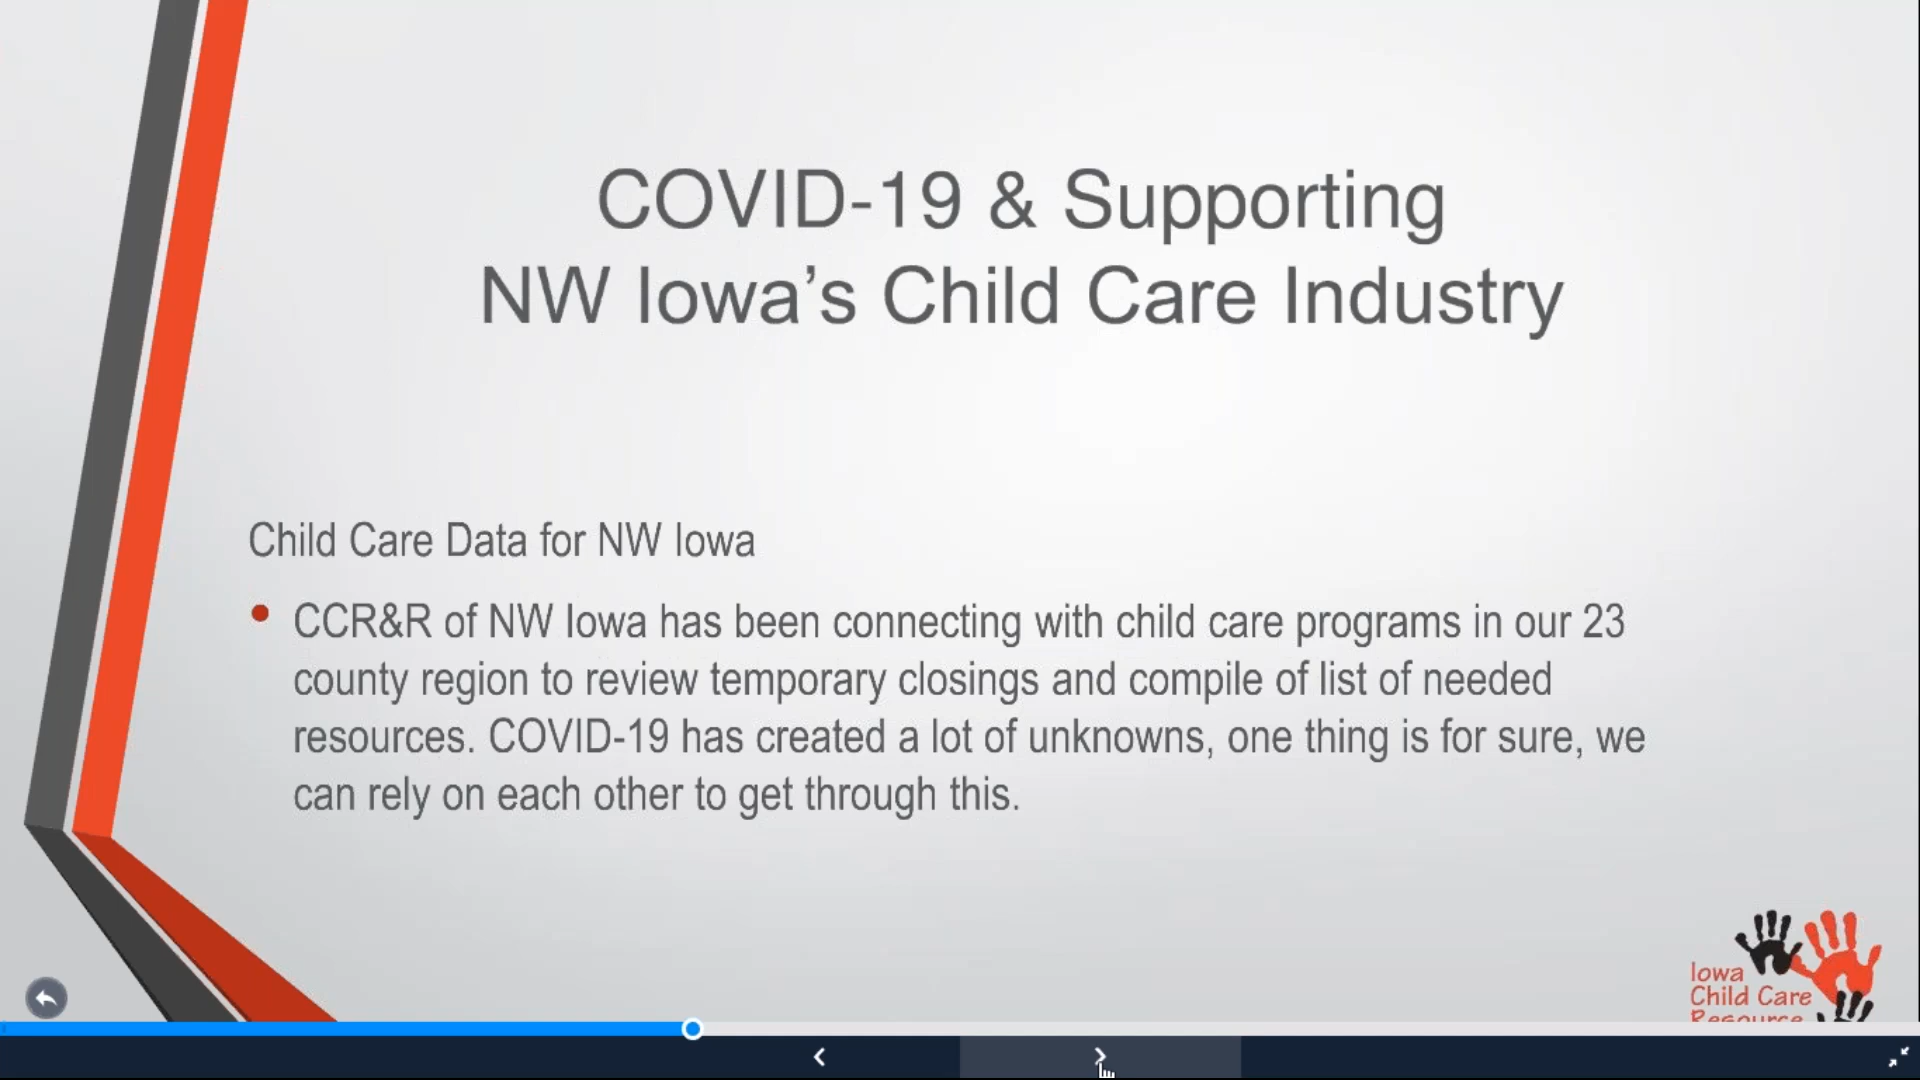 COVID-19 & Supporting
NW Iowa’s Child Care Industry
Child Care Data for NW Iowa
CCR&R of NW Iowa has been connecting with child care programs in our 23
county region to review temporary closings and compile of list of needed
resources. COVID-19 has created a lot of unknowns, one thing is for sure, we
can rely on each other to get through this.
Iowa
Child Care
Resource